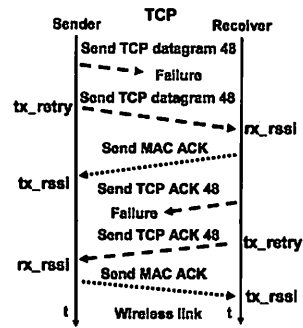 TCP
Sender Receiver
Send TCP datagram 48
Failure
Send TCP datagram 48
tx_retry
rx_rssi
Send MAC ACK
tx_rssi
Send TCP ACK 48
Failure
Send TCP ACK 48
tx_retry
rx_rssi
Send MAC ACK
tx_rssi
t Wireless link t